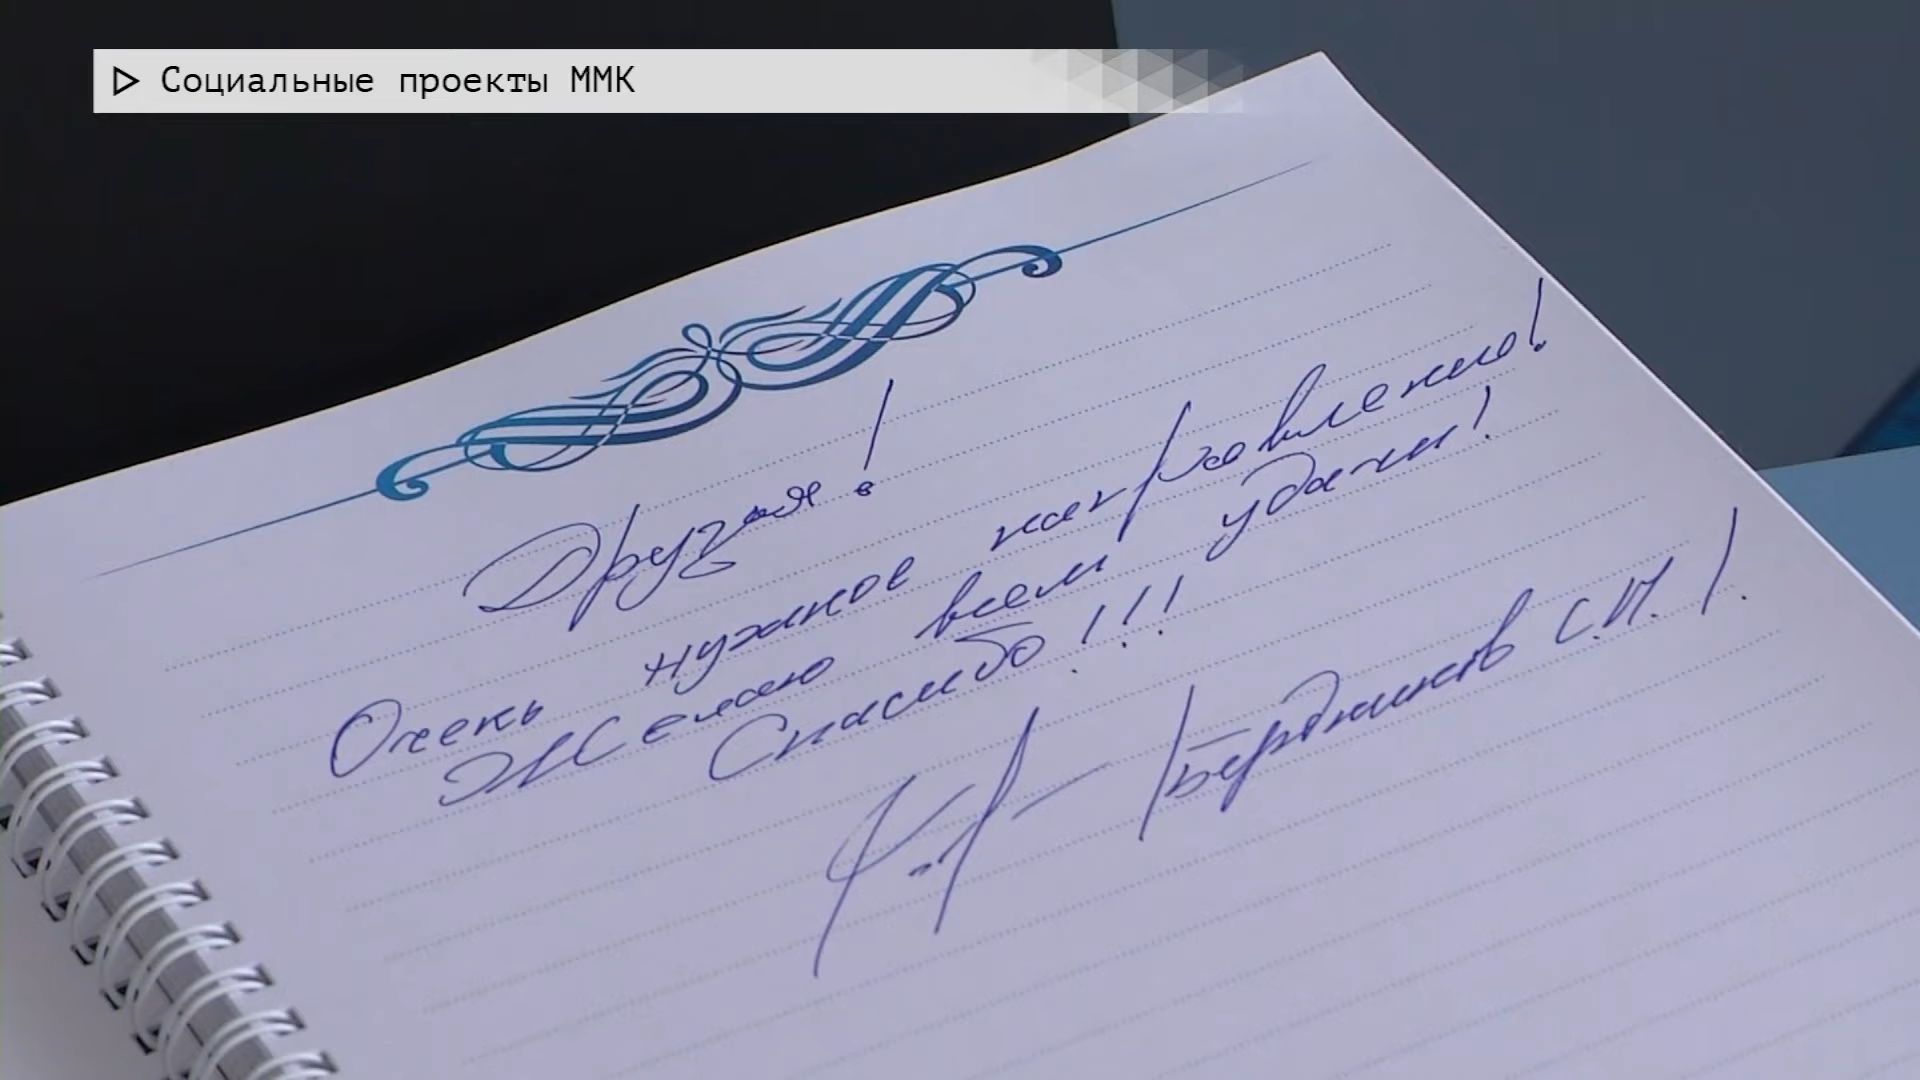 Социальные проекты ММК
Друзья!
Очень нужное направление!
Желаю всем удачи!
Спасибо!!!
/Бердников С.Н./.